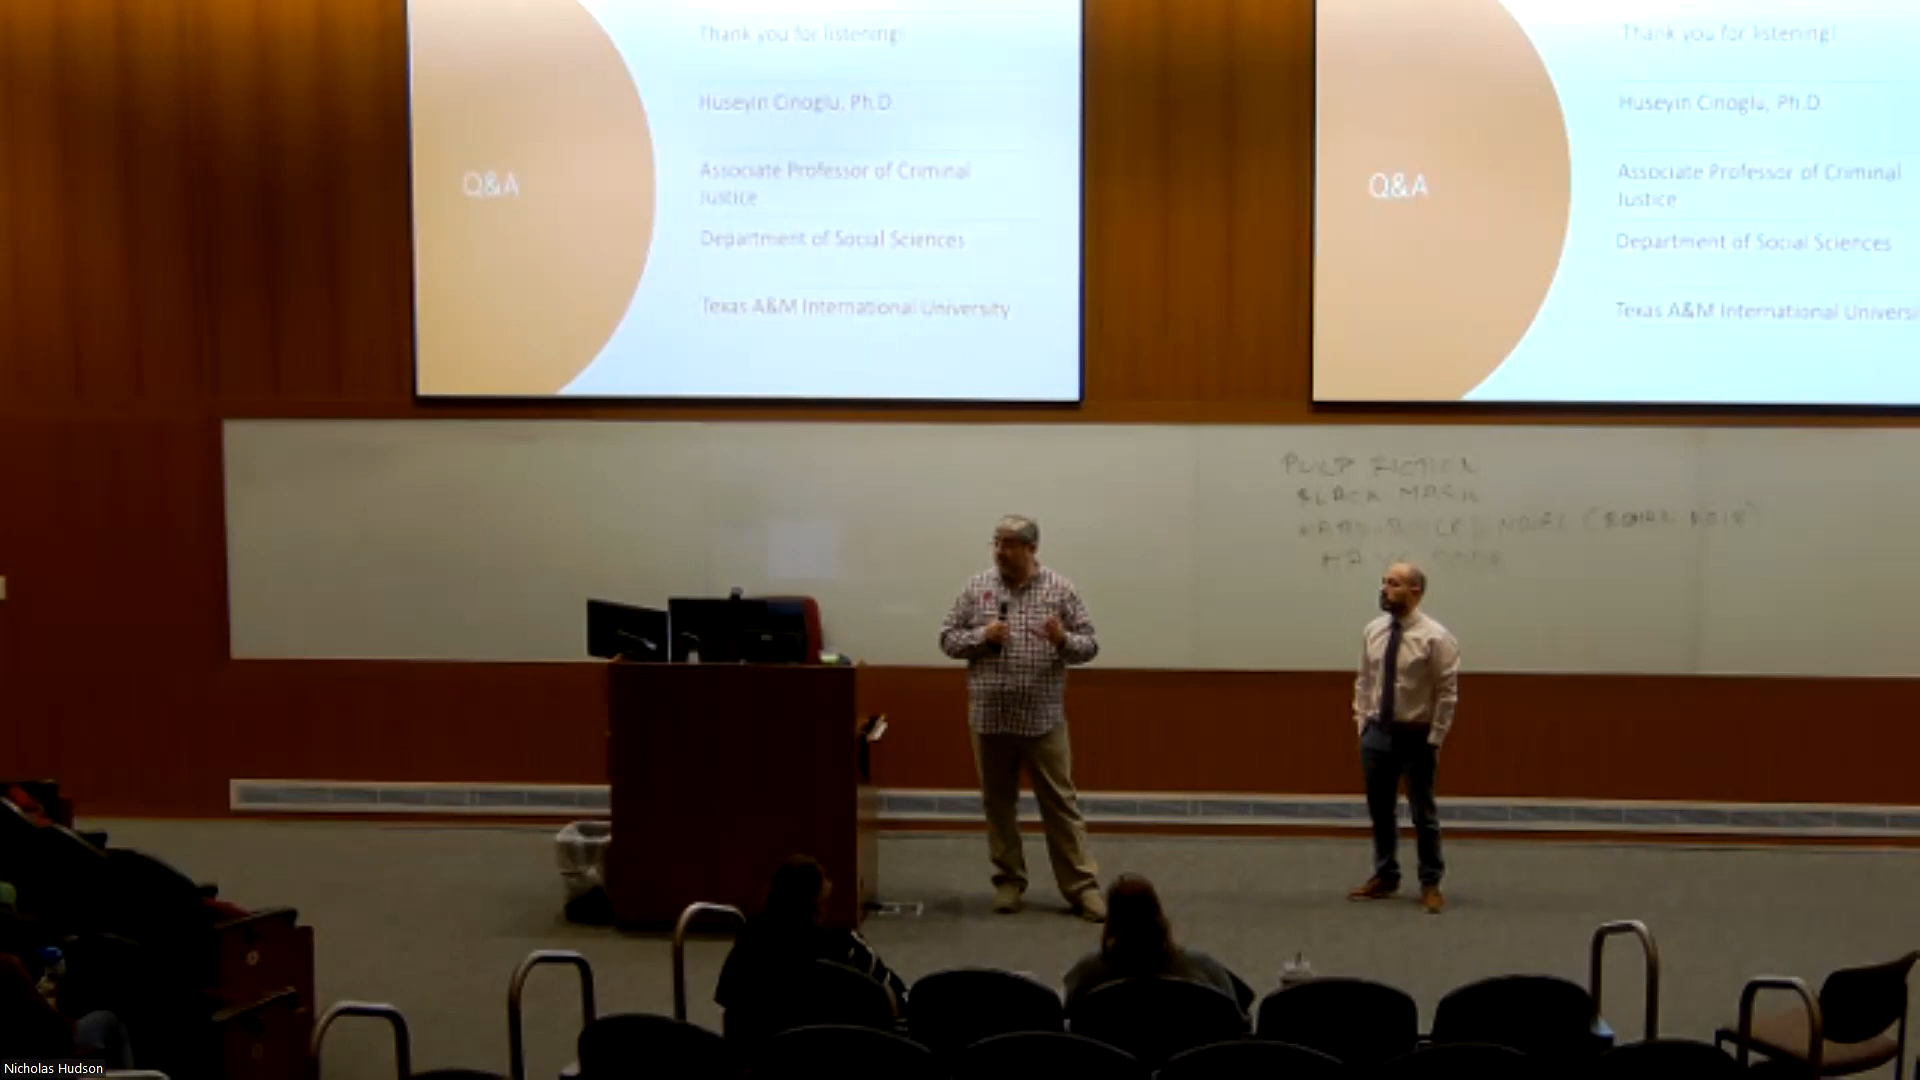 Thank you for listening!
Huseyin Cinoglu, Ph.D.
Associate Professor of Criminal
Justice
Department of Social Sciences
Texas A&M International University
Q&A
Thank you for listening!
Huseyin Cinoglu, Ph.D.
Associate Professor of Criminal
Justice
Department of Social Sciences
Texas A&M International Universi
Q&A
PULP FICTION
BLACK MASK
Nicholas Hudson